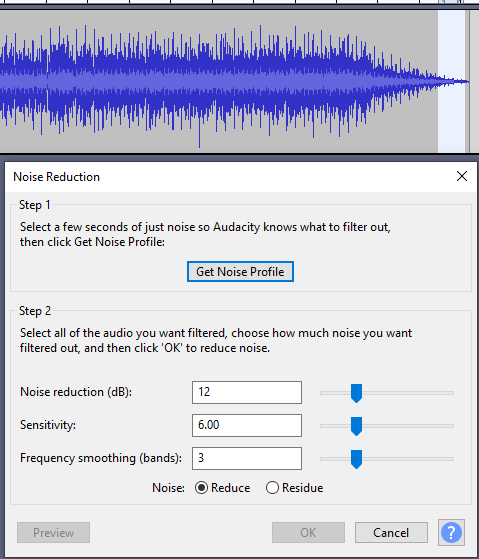 Noise Reduction
Step 1
Select a few seconds of just noise so Audacity knows what to filter out,
then click Get Noise Profile:
Get Noise Profile
Step 2
Select all of the audio you want filtered, choose how much noise you want
filtered out, and then click 'OK' to reduce noise.
Noise reduction (dB): 12
Sensitivity: 6.00
Frequency smoothing (bands): 3
Noise: Reduce Residue
Preview OK Cancel ?